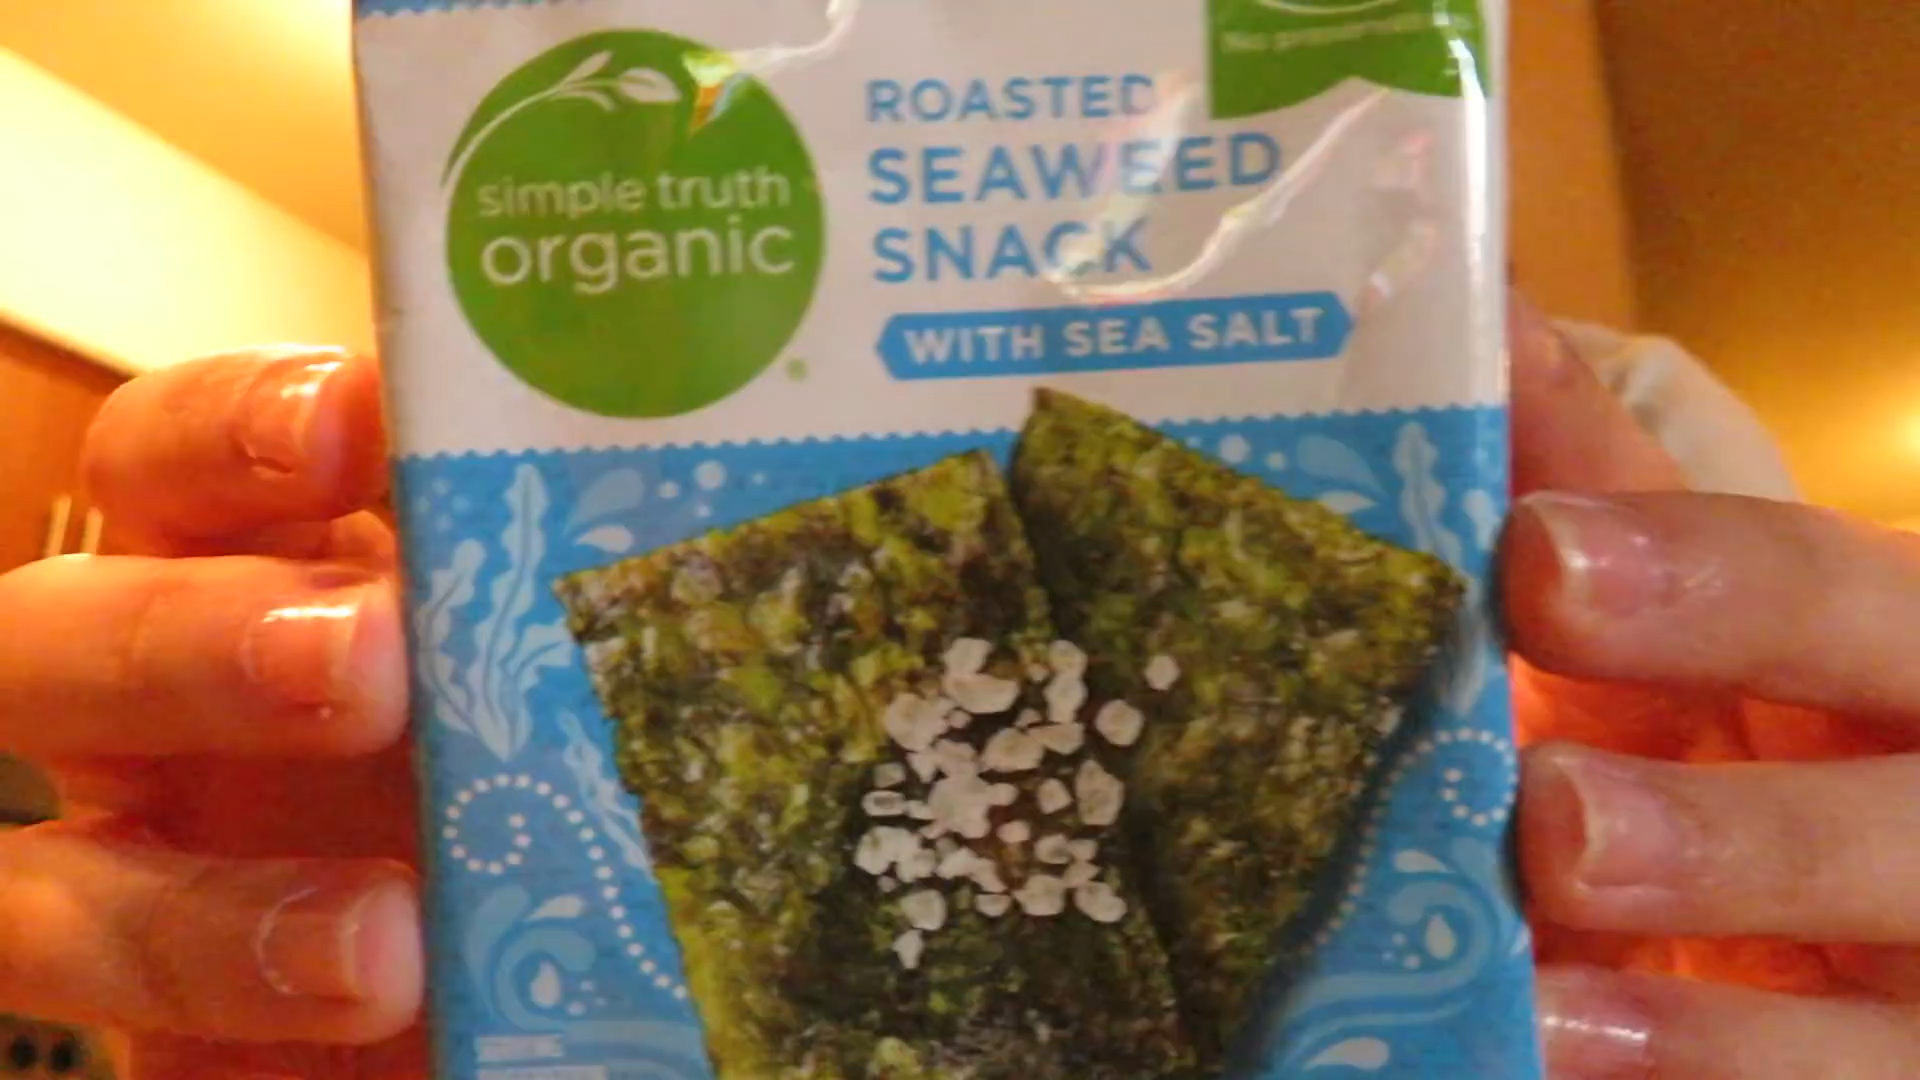 simple truth
organic
ROASTED
SEAWEED
SNACK
WITH SEA SALT